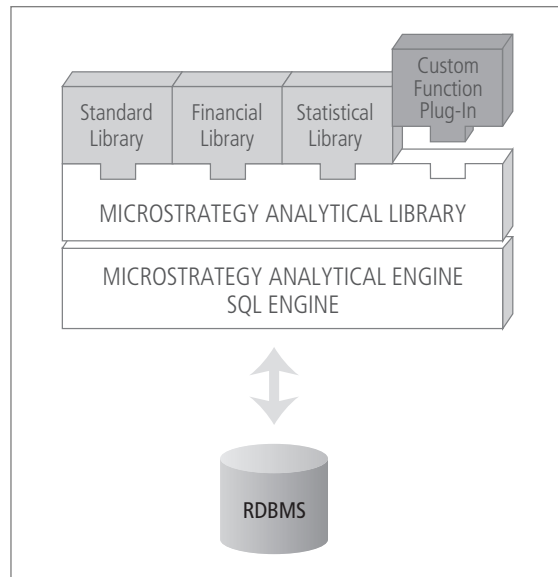 Custom
Function
Plug-In
Standard
Library
Financial
Library
Statistical
Library
MICROSTRATEGY ANALYTICAL LIBRARY
MICROSTRATEGY ANALYTICAL ENGINE
SQL ENGINE
RDBMS